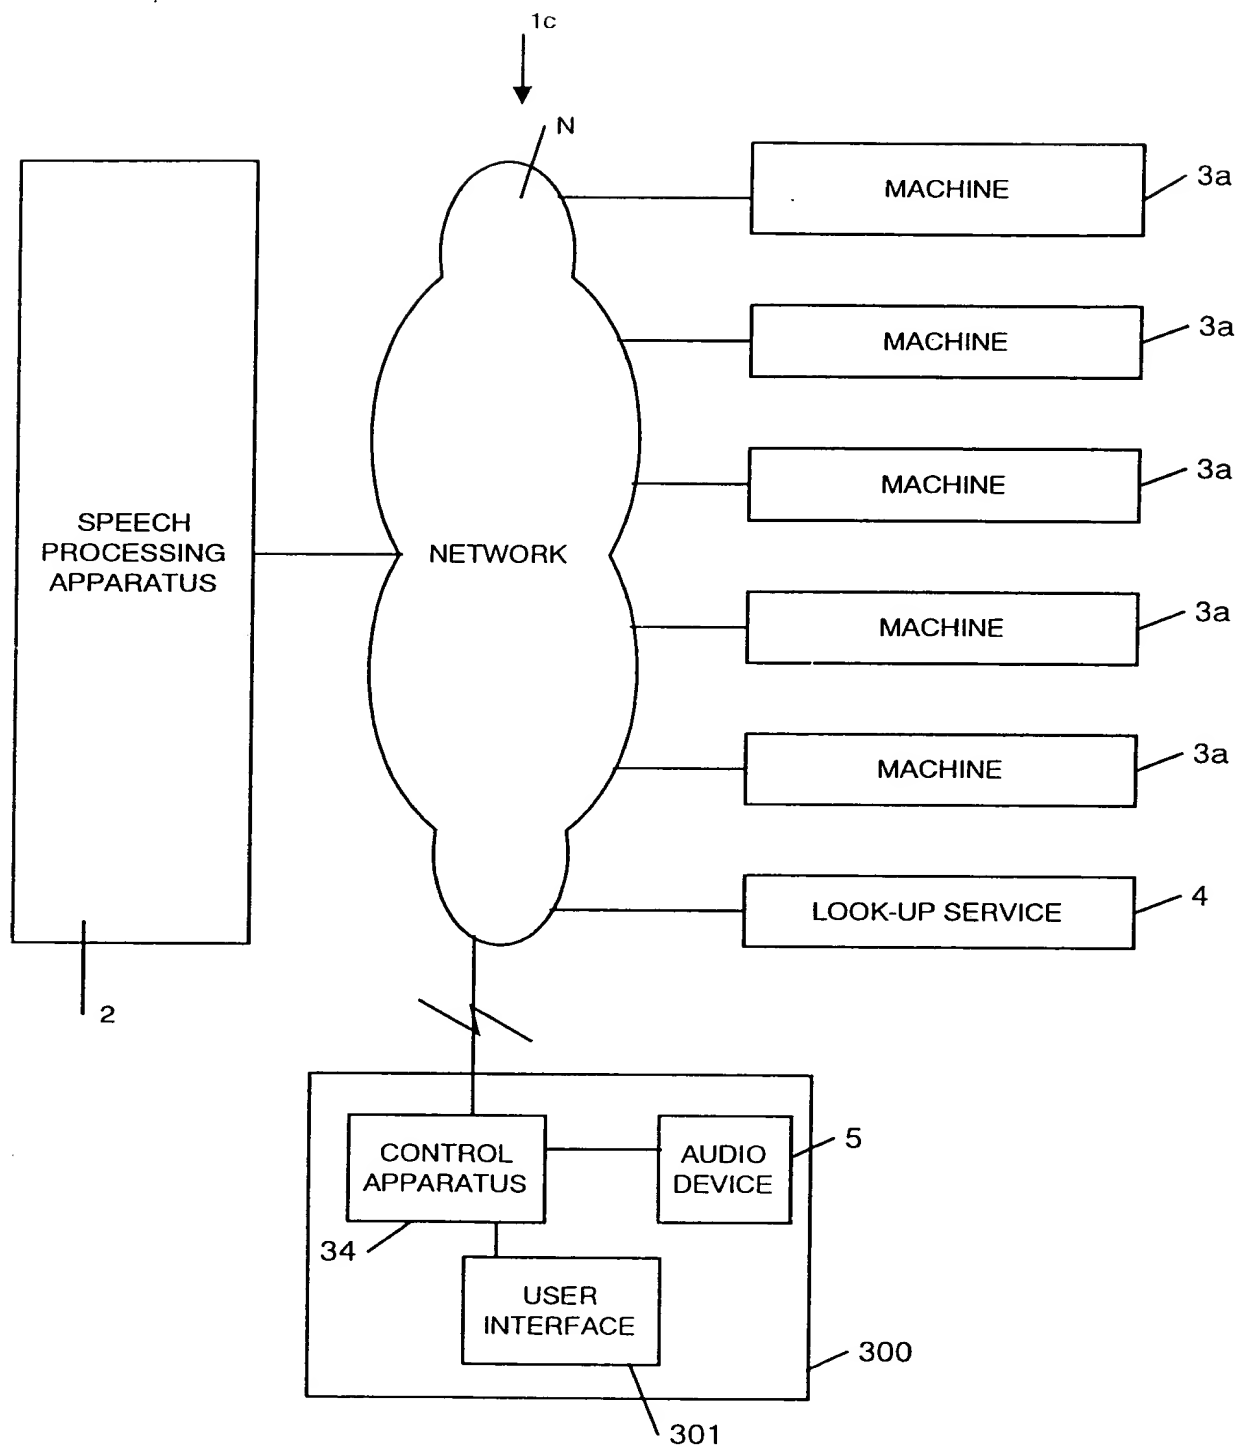 1c
N
MACHINE
3a
MACHINE
3a
MACHINE
3a
SPEECH
PROCESSING
APPARATUS
NETWORK
MACHINE
3a
MACHINE
3a
LOOK-UP SERVICE
4
2
CONTROL
APPARATUS
AUDIO
DEVICE
5
34
USER
INTERFACE
300
301